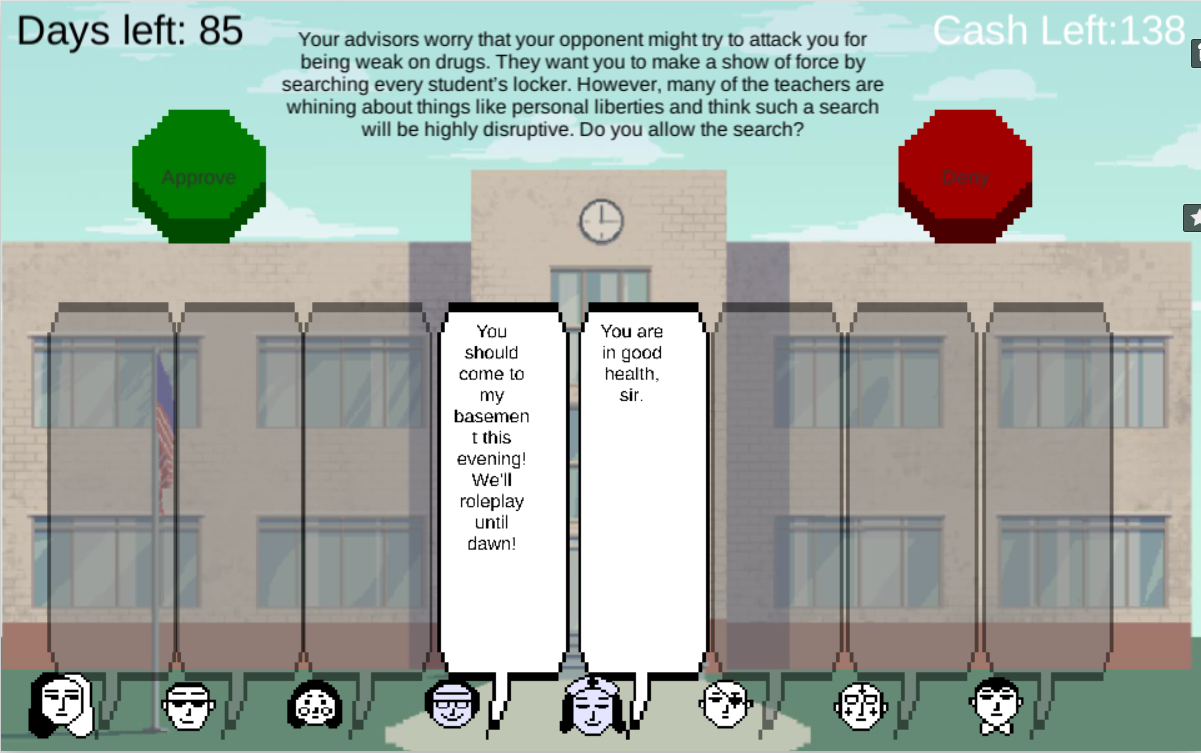 Days left: 85
Cash Left:138
Your advisors worry that your opponent might try to attack you for
being weak on drugs. They want you to make a show of force by
searching every student's locker. However, many of the teachers are
whining about things like personal liberties and think such a search
will be highly disruptive. Do you allow the search?
Approve
Deny
You
should
come to
my
basemen
t this
evening!
We'll
roleplay
until
dawn!
You are
in good
health,
sir.